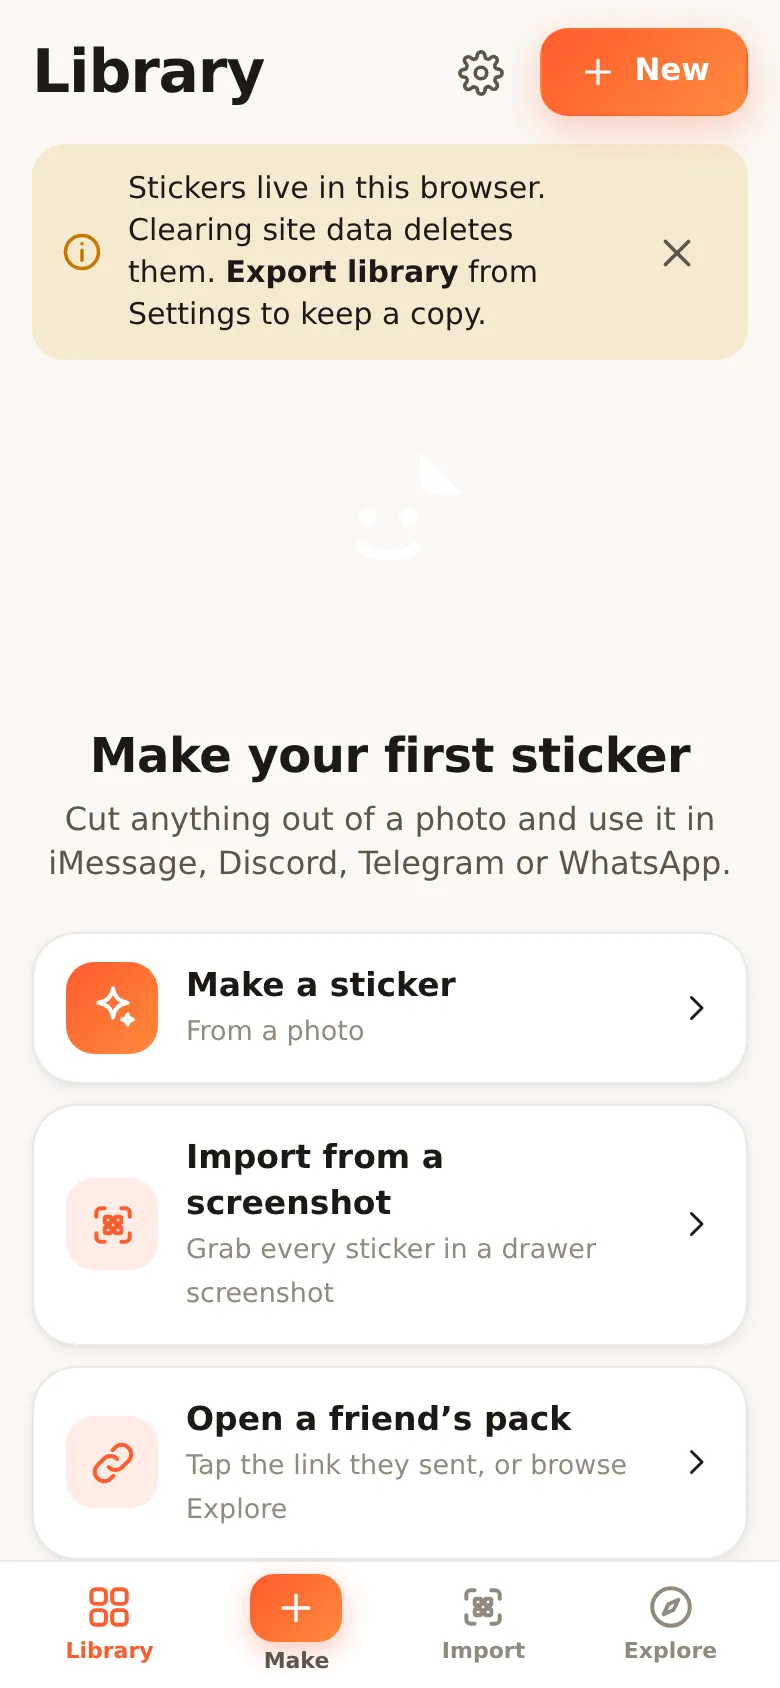 Library
New
Stickers live in this browser.
Clearing site data deletes
them. Export library from
Settings to keep a copy.
Make your first sticker
Cut anything out of a photo and use it in
iMessage, Discord, Telegram or WhatsApp.
Make a sticker
From a photo
Import from a
screenshot
Grab every sticker in a drawer
screenshot
Open a friend’s pack
Tap the link they sent, or browse
Explore
Library
Make
Import
Explore